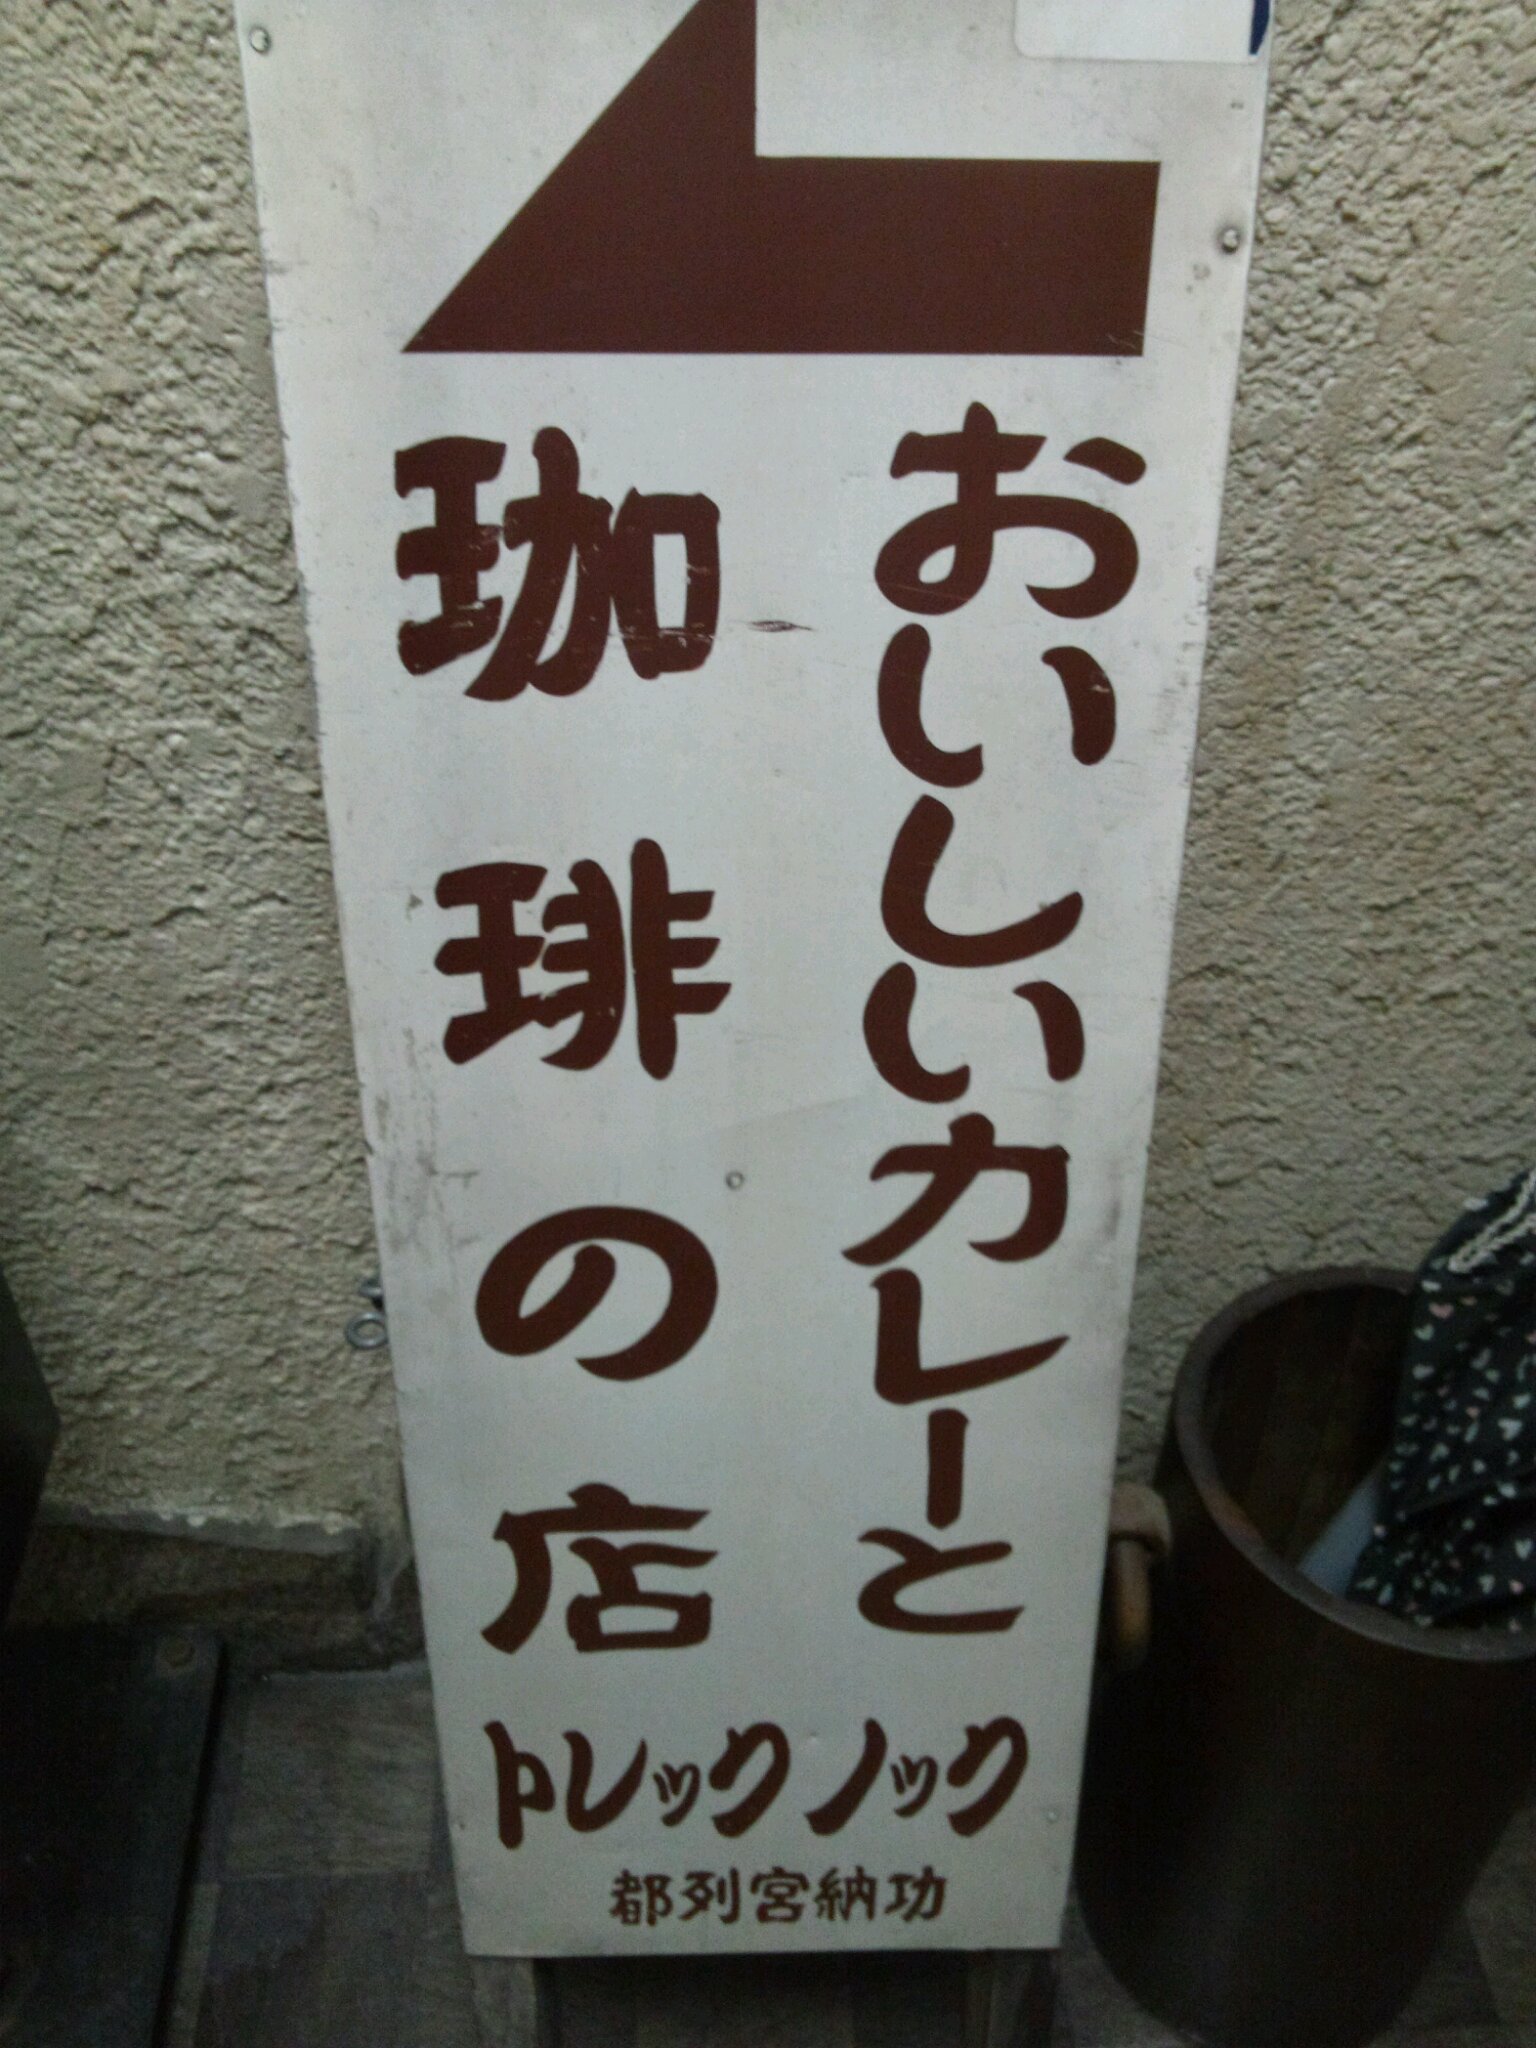 おいしいカレーと
珈琲の店
トレックノック
都列宮納功